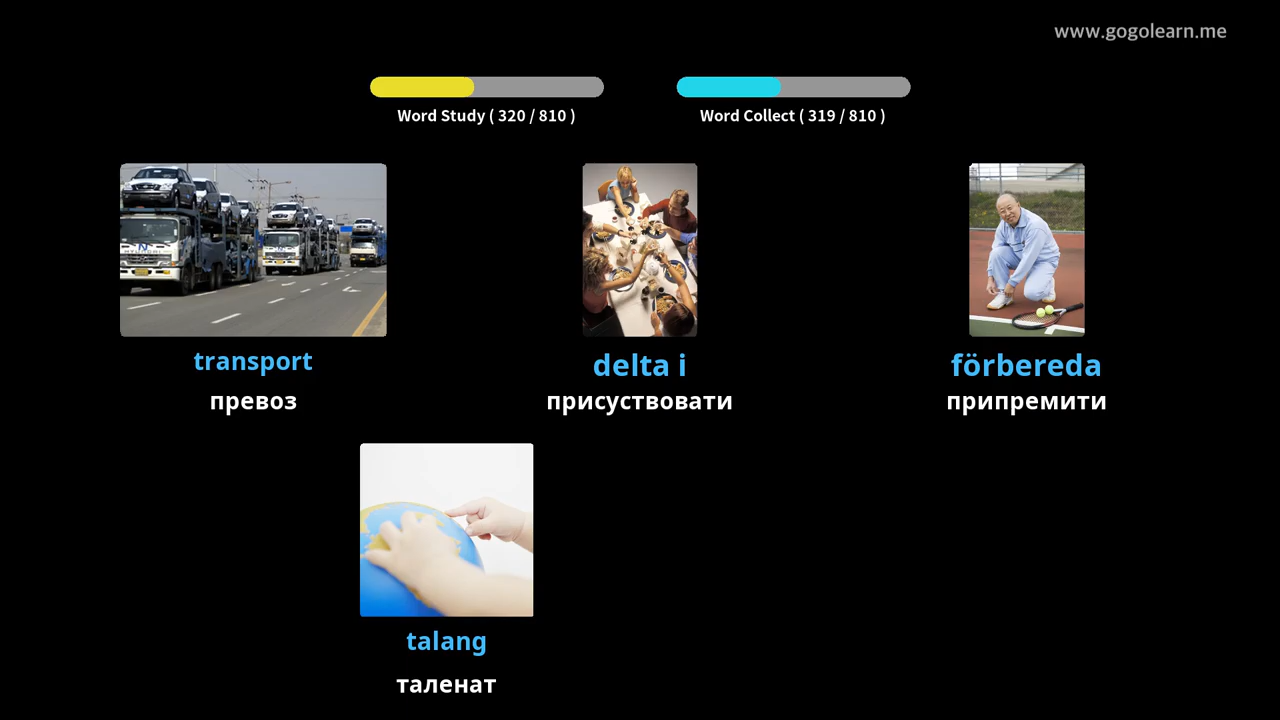 www.gogolearn.me
Word Study ( 320 / 810 )
Word Collect ( 319 / 810 )
transport
превоз
delta i
присуствовати
förbereda
припремити
talang
таленат